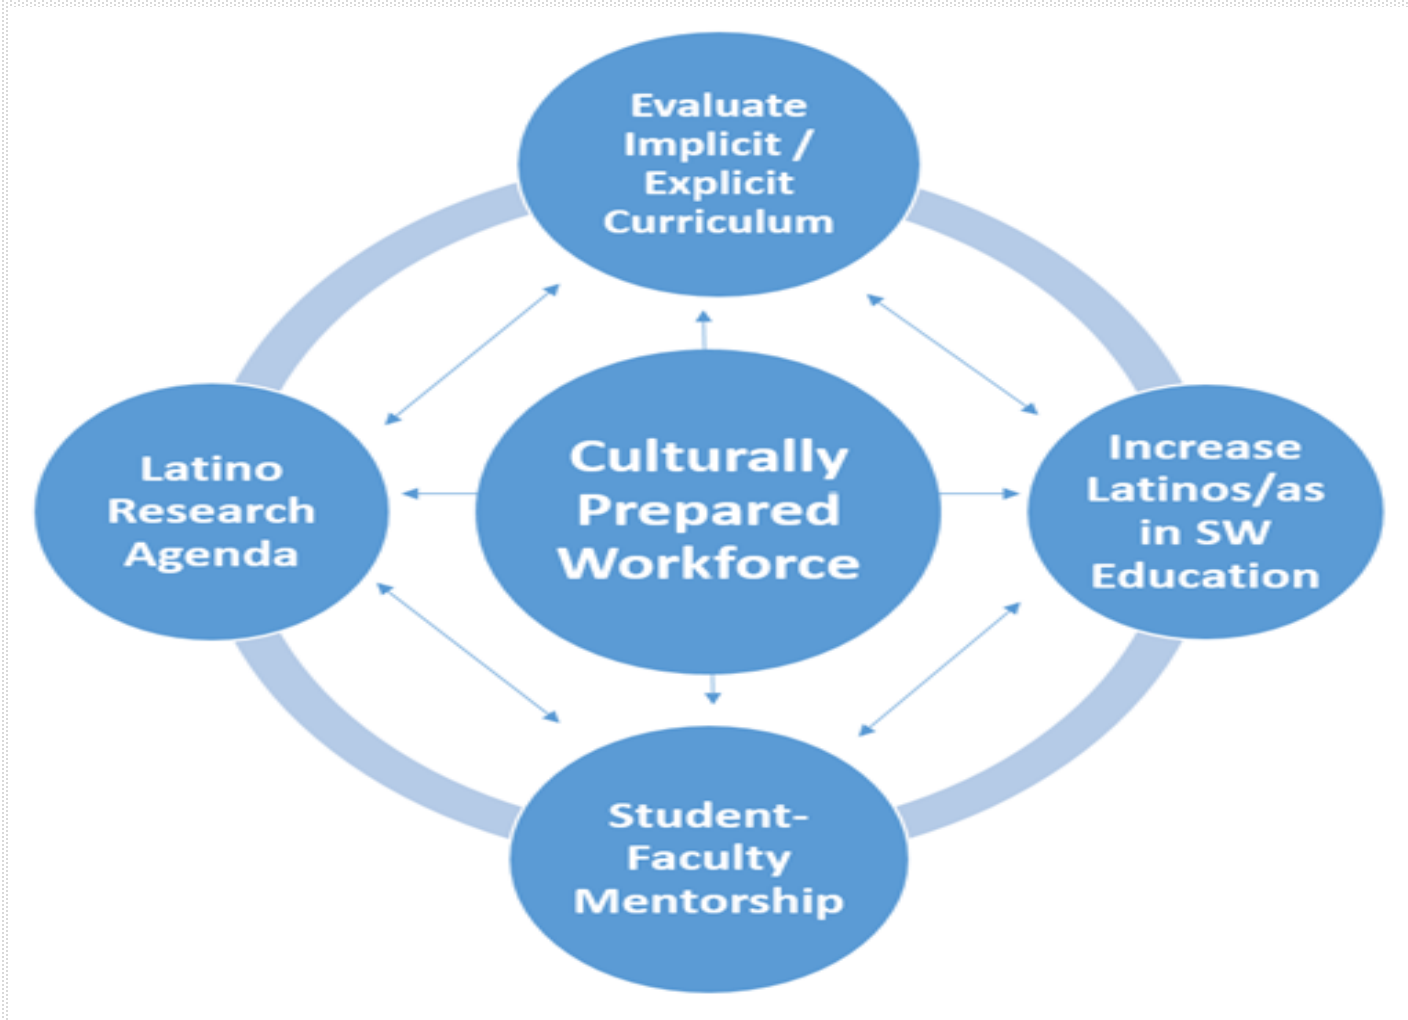 Evaluate
Implicit /
Explicit
Curriculum
Latino
Research
Agenda
Culturally
Prepared
Workforce
Increase
Latinos/as
in SW
Education
Student-
Faculty
Mentorship